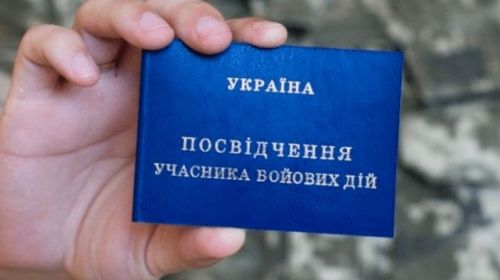 УКРАЇНА
ПОСВІДЧЕННЯ
УЧАСНИКА БОЙОВИХ ДІЙ